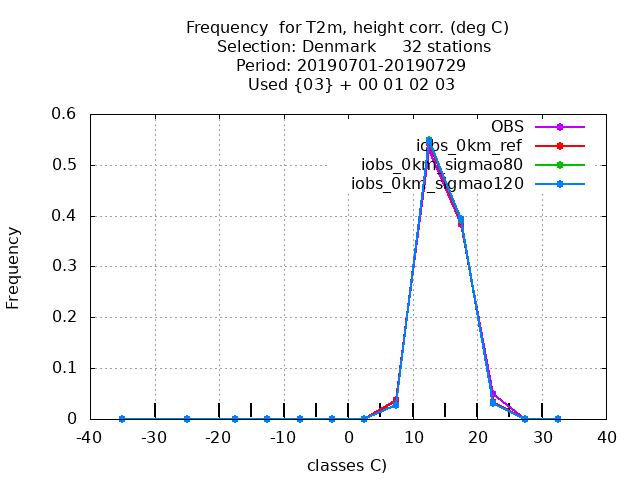 Frequency  for T2m, height corr. (deg C)
Selection: Denmark     32 stations
Period: 20190701-20190729
Used {03} + 00 01 02 03
0.6
0.5
0.4
0.3
0.2
0.1
0
Frequency
OBS
iobs_0km_ref
iobs_0km_sigmao80
iobs_0km_sigmao120
-40 -30 -20 -10 0 10 20 30 40
classes C)